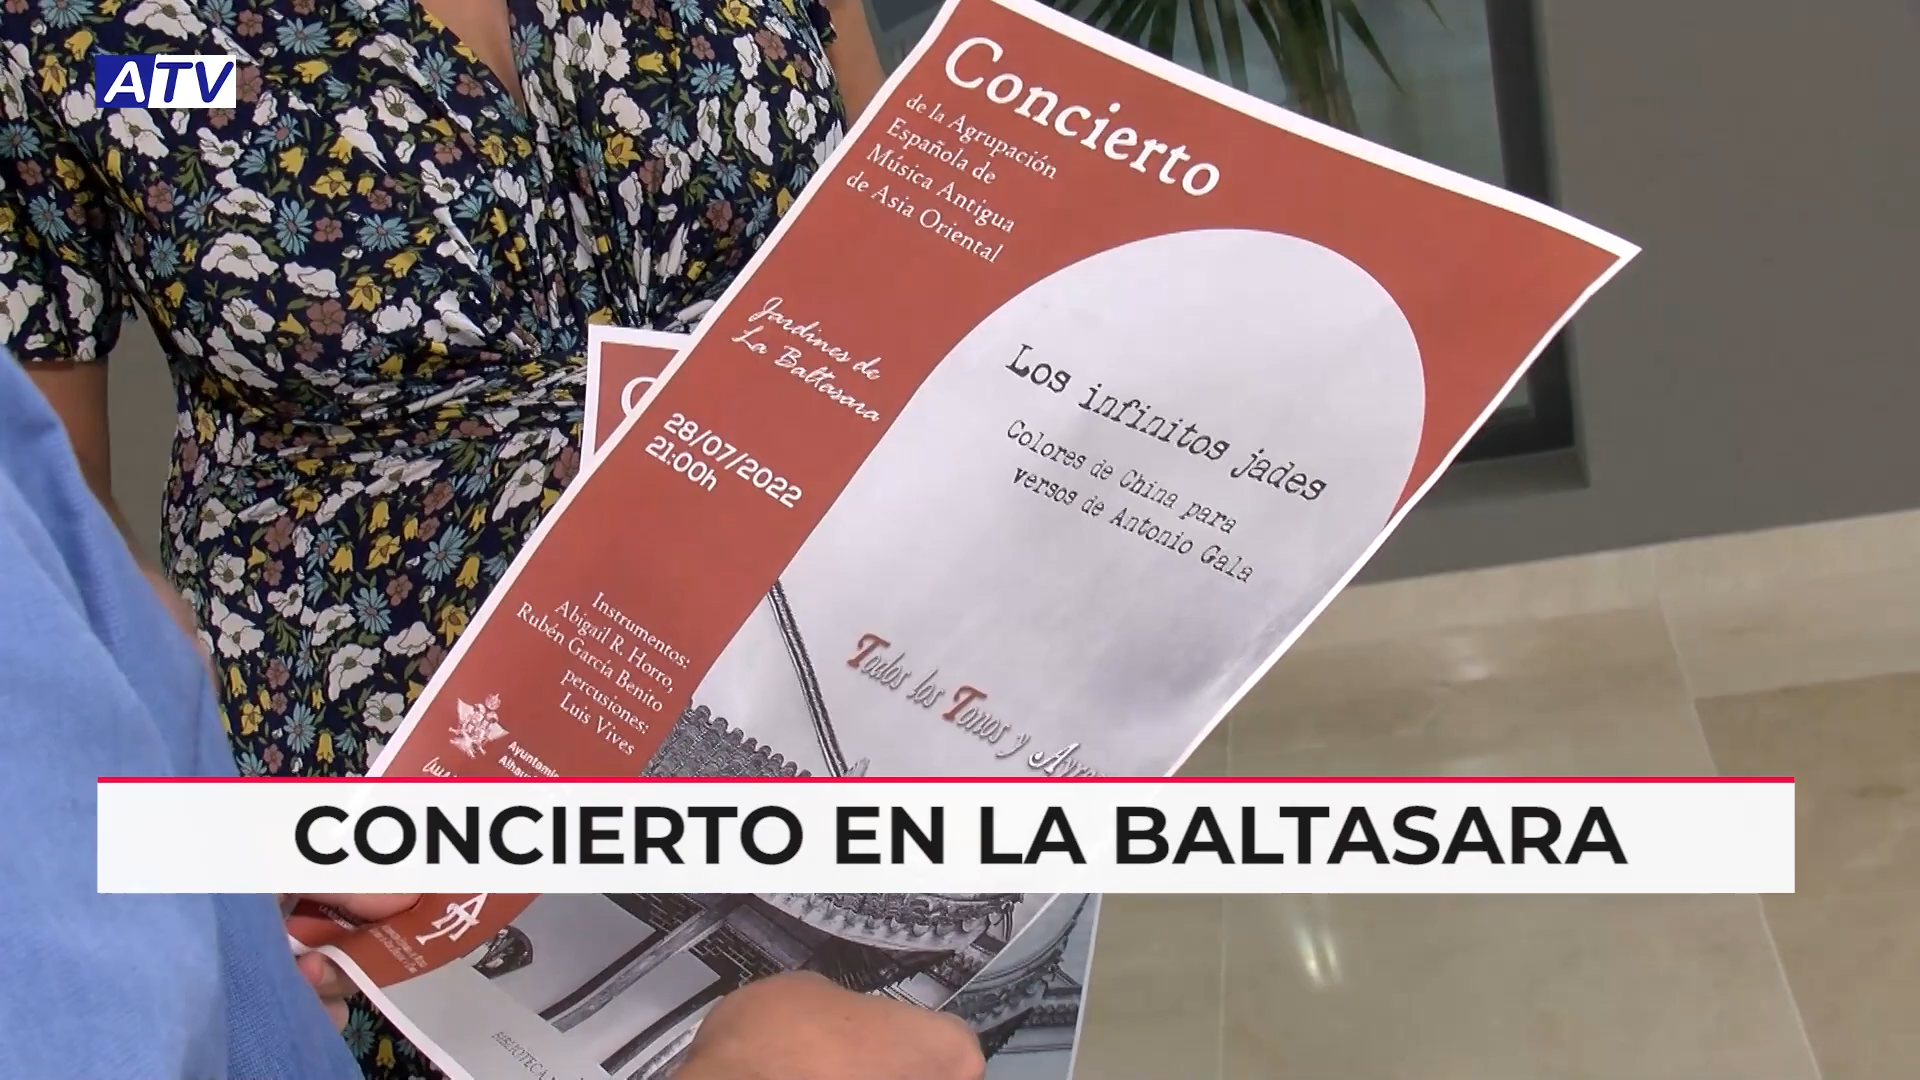 ATV
Concierto
de la Agrupación
Española de
Música Antigua
de Asia Oriental
Jardines de
La Baltasara
28/07/2022
21:00h
Los infinitos jades
Colores de China para
versos de Antonio Gala
Todos los Tonos y
Instrumentos:
Abigail R. Horro,
Rubén García Benito
percusiones:
Luis Vives
CONCIERTO EN LA BALTASARA
BIBLIOTECA